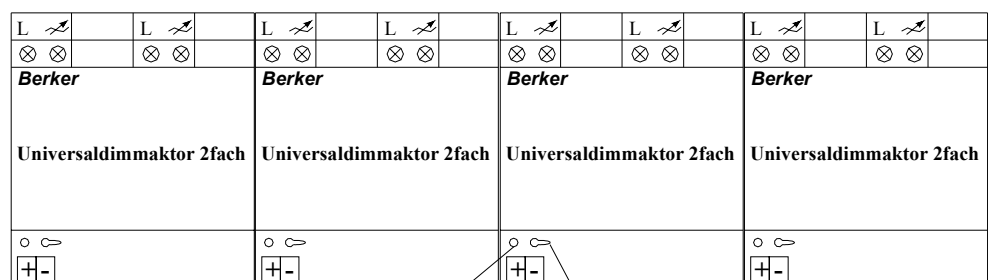 L L L L L L L L
Berker Berker Berker Berker
Universaldimmaktor 2fach Universaldimmaktor 2fach Universaldimmaktor 2fach Universaldimmaktor 2fach
+- +- +- +-